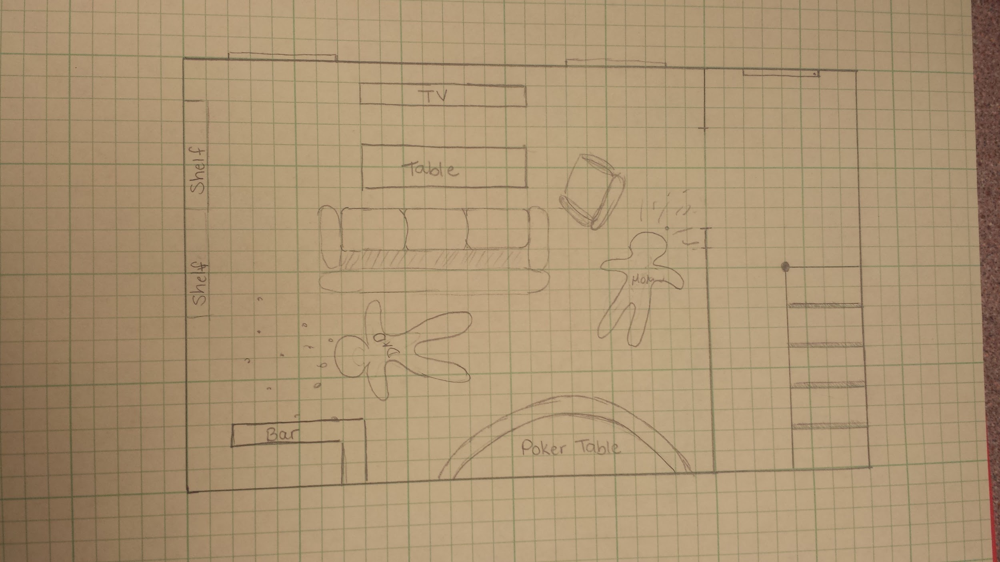 TV
Table
Shelf
Shelf
MOM
DAD
Bar
Poker Table